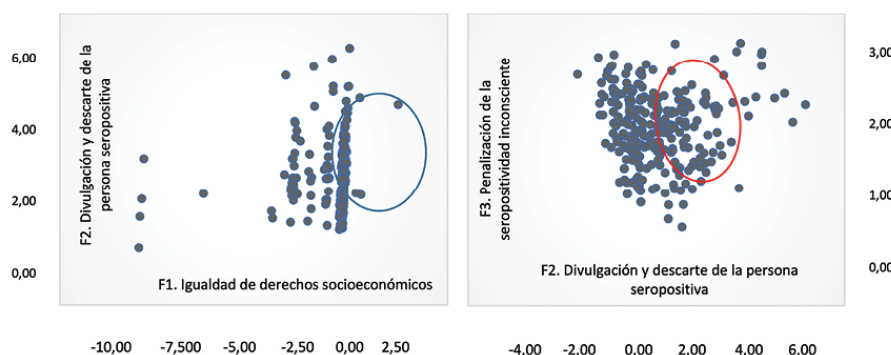 6,00
4,00
2,00
0,00
F2. Divulgación y descarte de la
persona seropositiva
F1. Igualdad de derechos socioeconómicos
-10,00 -7,500 -5,00 -2,50 0,00 2,50
F3. Penalización de la
seropositividad inconsciente
F2. Divulgación y descarte de la persona
seropositiva
3,00
2,00
1,00
0,00
-4,00 -2,00 0.00 2.00 4,00 6.00